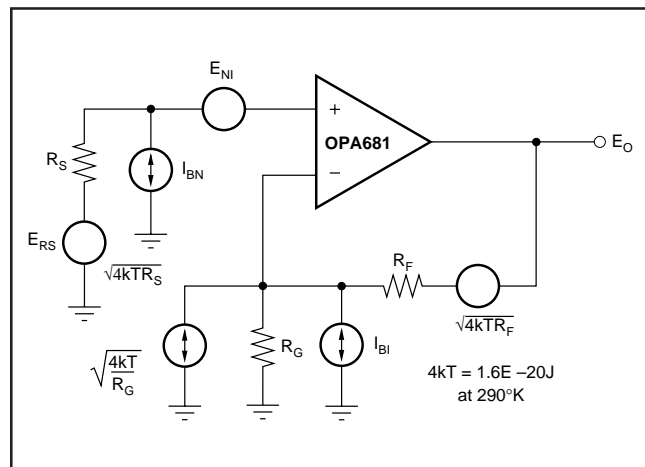 E_NI
+
OPA681
−
E_O
R_S
I_BN
E_RS
√4kTR_S
R_F
√4kTR_F
√4kT/R_G
R_G
I_BI
4kT = 1.6E –20J
at 290°K